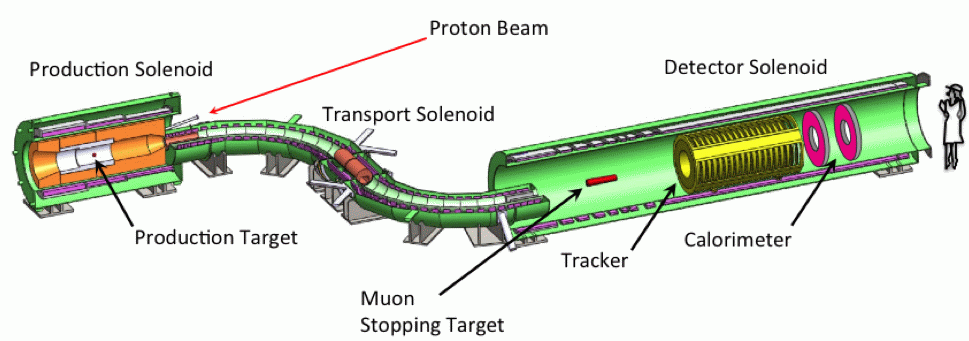 Proton Beam
Production Solenoid
Detector Solenoid
Transport Solenoid
Production Target
Calorimeter
Tracker
Muon
Stopping Target